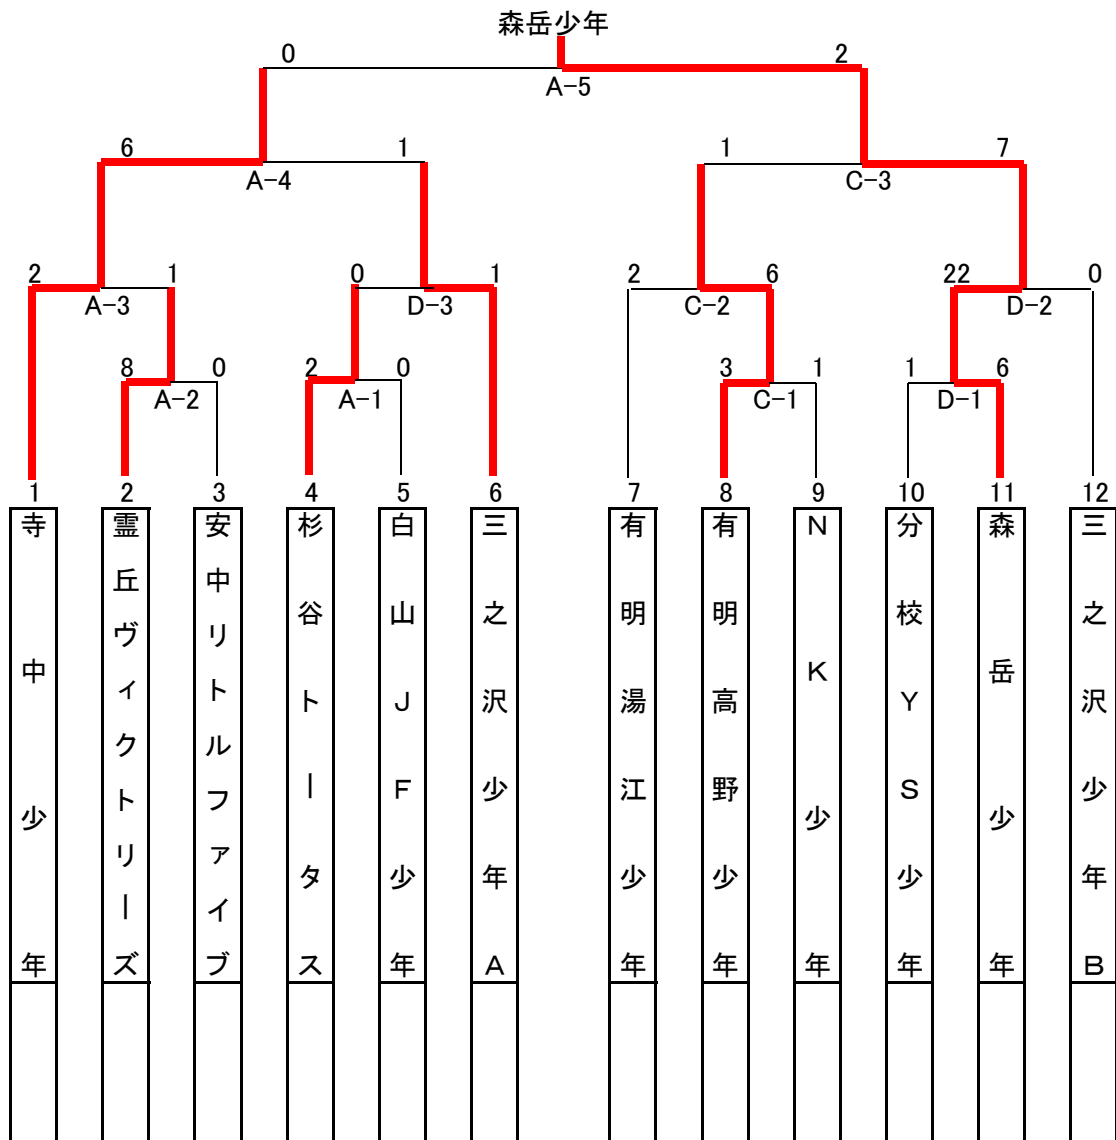 森岳少年
0 2
A-5
6 1 1 7
A-4 C-3
2 1 0 1 2 6 22 0
A-3 D-3 C-2 D-2
8 0 2 0 3 1 1 6
A-2 A-1 C-1 D-1
1 2 3 4 5 6 7 8 9 10 11 12
寺中少年
霊丘ヴィクトリーズ
安中リトルファイブ
杉谷トータス
白山JF少年
三之沢少年A
有明湯江少年
有明高野少年
NK少年
分校YS少年
森岳少年
三之沢少年B